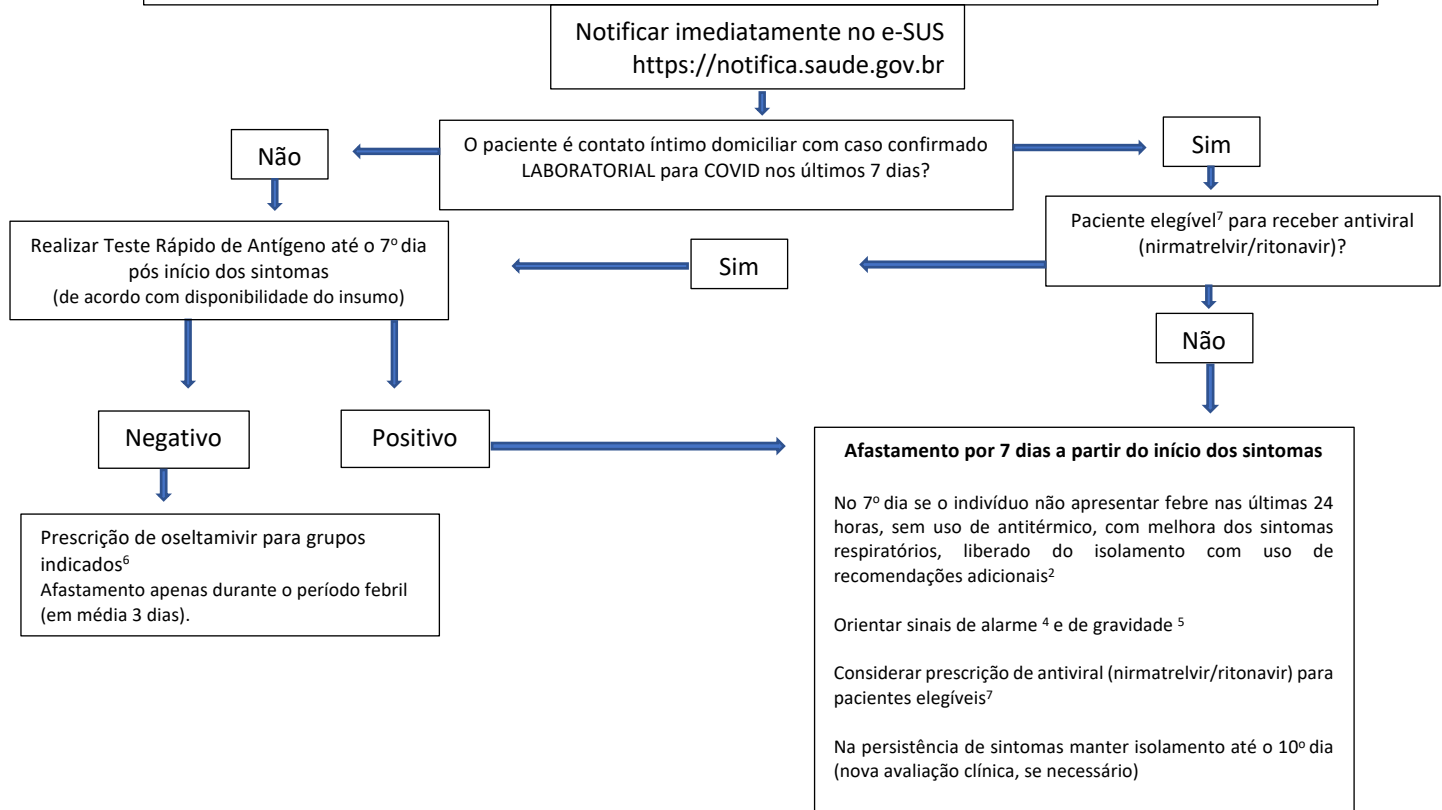 Notificar imediatamente no e-SUS
https://notifica.saude.gov.br
O paciente é contato íntimo domiciliar com caso confirmado
LABORATORIAL para COVID nos últimos 7 dias?
Não
Sim
Realizar Teste Rápido de Antígeno até o 7º dia
pós início dos sintomas
(de acordo com disponibilidade do insumo)
Sim
Paciente elegível⁷ para receber antiviral
(nirmatrelvir/ritonavir)?
Não
Negativo
Positivo
Prescrição de oseltamivir para grupos
indicados⁶
Afastamento apenas durante o período febril
(em média 3 dias).
Afastamento por 7 dias a partir do início dos sintomas
No 7º dia se o indivíduo não apresentar febre nas últimas 24
horas, sem uso de antitérmico, com melhora dos sintomas
respiratórios, liberado do isolamento com uso de
recomendações adicionais²
Orientar sinais de alarme ⁴ e de gravidade ⁵
Considerar prescrição de antiviral (nirmatrelvir/ritonavir) para
pacientes elegíveis⁷
Na persistência de sintomas manter isolamento até o 10º dia
(nova avaliação clínica, se necessário)